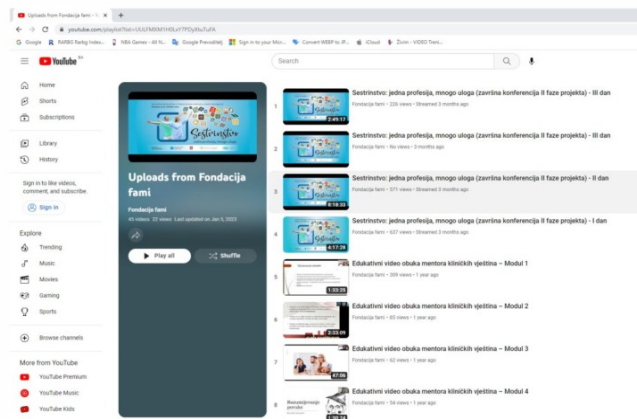 Uploads from Fondacija fami - Y
youtube.com/playlist?list=
Google
NBA Games - All N...
Google Prevoditelj
Sign in to your Micr...
Convert WEBP to JP...
iCloud
YouTube
Search
Home
Shorts
Subscriptions
Library
History
Sign in to like videos,
comment, and subscribe.
Sign in
Explore
Trending
Music
Movies
Gaming
Sports
Browse channels
More from YouTube
YouTube Premium
YouTube Music
YouTube Kids
Sestrinstvo
Uploads from Fondacija
fami
Fondacija fami
45 videos 22 views Last updated on Jan 5, 2023
Play all
Shuffle
1
2:49:17
Sestrinstvo: jedna profesija, mnogo uloga (završna konferencija II faze projekta) - III dan
Fondacija fami • 226 views • Streamed 3 months ago
2
Sestrinstvo: jedna profesija, mnogo uloga (završna konferencija II faze projekta) - III dan
Fondacija fami • No views • 3 months ago
3
8:18:33
Sestrinstvo: jedna profesija, mnogo uloga (završna konferencija II faze projekta) - II dan
Fondacija fami • 571 views • Streamed 3 months ago
4
4:17:28
Sestrinstvo: jedna profesija, mnogo uloga (završna konferencija II faze projekta) - I dan
Fondacija fami • 637 views • Streamed 3 months ago
5
1:33:25
Edukativni video obuka mentora kliničkih vještina – Modul 1
Fondacija fami • 309 views • 1 year ago
6
2:33:09
Edukativni video obuka mentora kliničkih vještina – Modul 2
Fondacija fami • 85 views • 1 year ago
7
47:06
Edukativni video obuka mentora kliničkih vještina – Modul 3
Fondacija fami • 62 views • 1 year ago
8
Razumijevanje
poruke
Edukativni video obuka mentora kliničkih vještina – Modul 4
Fondacija fami • 59 views • 1 year ago